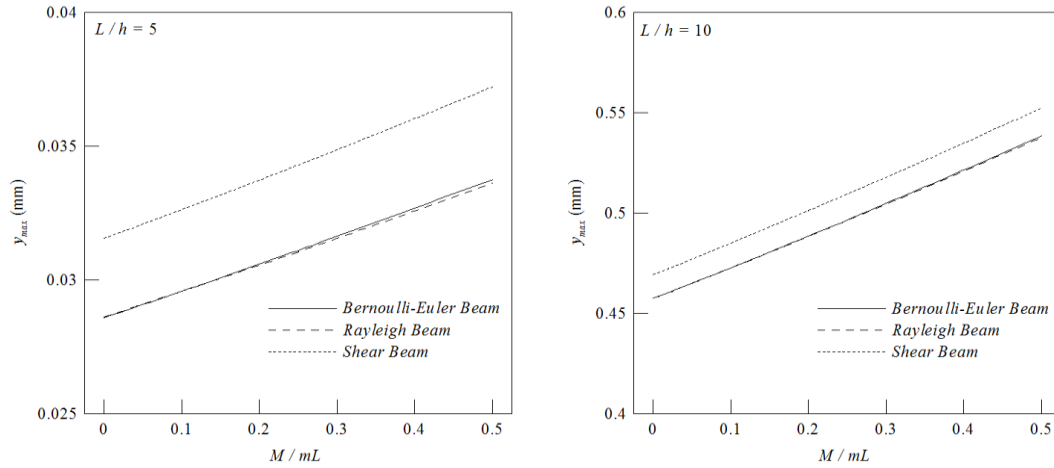 0.04
L / h = 5
0.035
0.03
0.025
y max (mm)
Bernoulli-Euler Beam
Rayleigh Beam
Shear Beam
0 0.1 0.2 0.3 0.4 0.5
M / mL
0.6
L / h = 10
0.55
0.5
0.45
0.4
y max (mm)
Bernoulli-Euler Beam
Rayleigh Beam
Shear Beam
0 0.1 0.2 0.3 0.4 0.5
M / mL